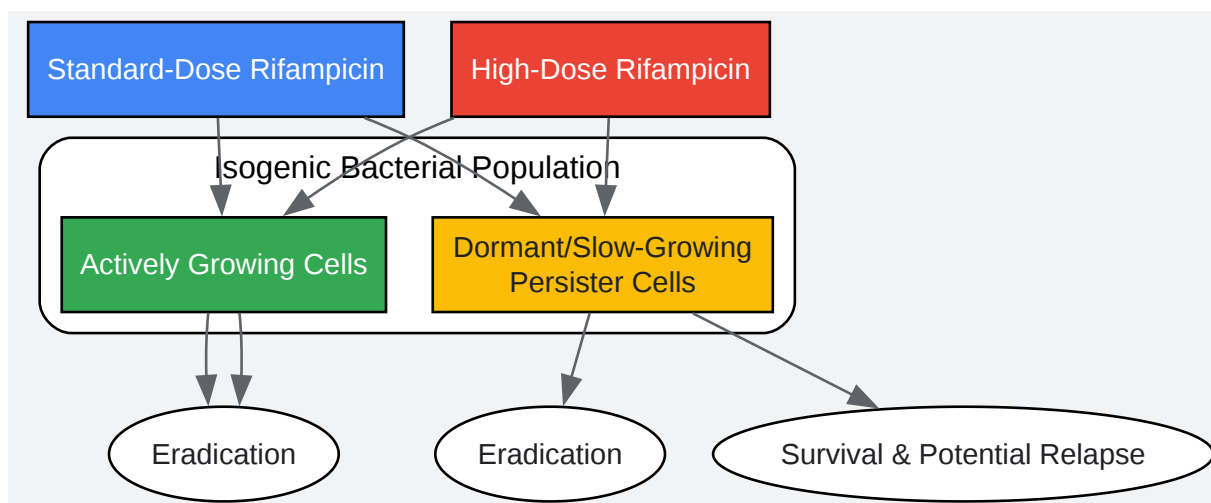 Standard-Dose Rifampicin
High-Dose Rifampicin
Isogenic Bacterial Population
Actively Growing Cells
Dormant/Slow-Growing
Persister Cells
Eradication
Eradication
Survival & Potential Relapse